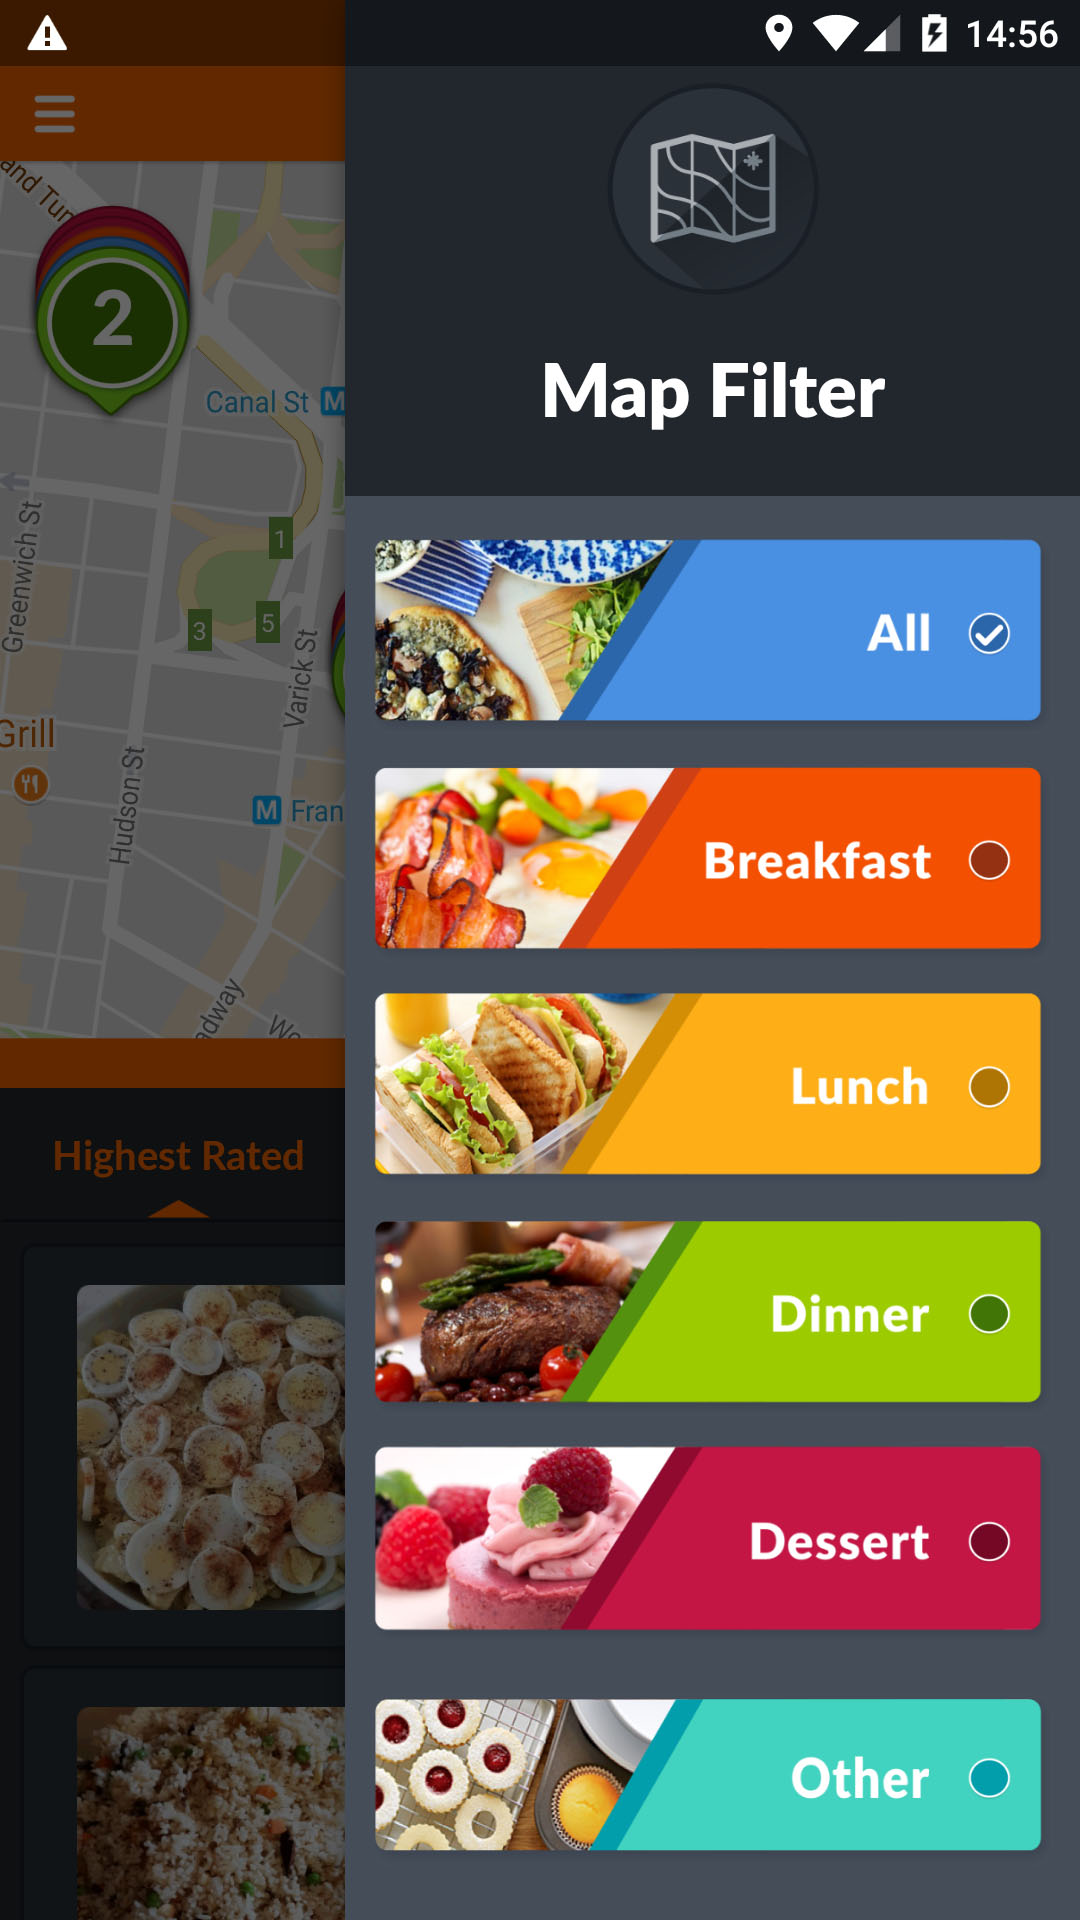 14:56
and Tun
2
Canal St M
Greenwich St
1
3
5
Varick St
Grill
Hudson St
M Fran
adway
Wo
Highest Rated
Map Filter
All
Breakfast
Lunch
Dinner
Dessert
Other